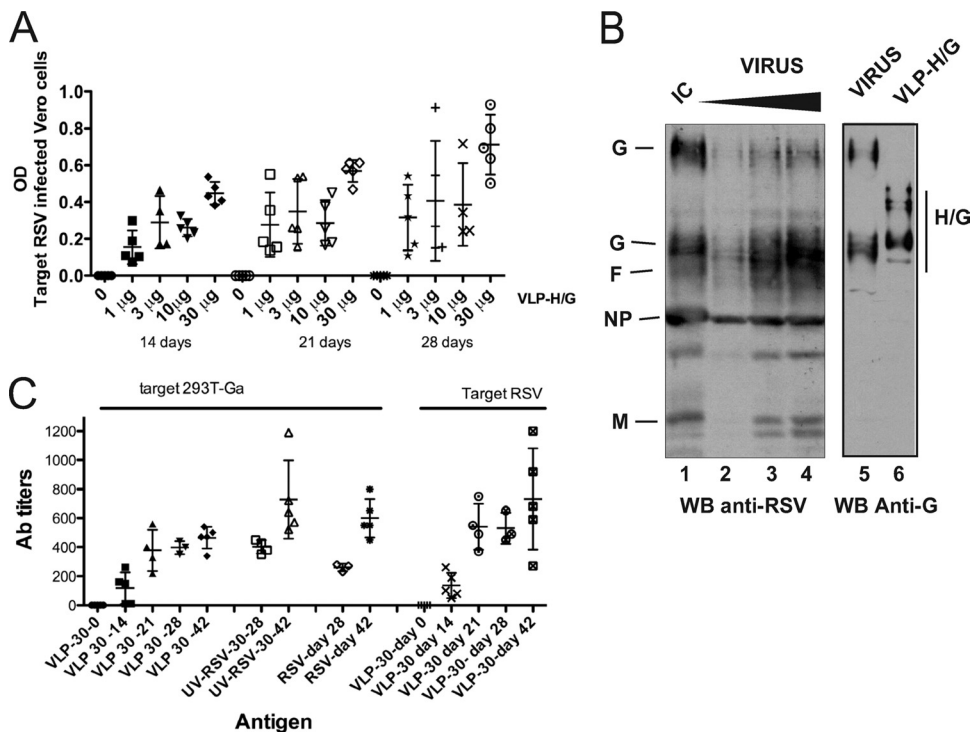 A
OD
Target RSV infected Vero cells
1.0
0.8
0.6
0.4
0.2
0.0
0
1 µg
3 µg
10 µg
30 µg
0
1 µg
3 µg
10 µg
30 µg
0
1 µg
3 µg
10 µg
30 µg
VLP-H/G
14 days
21 days
28 days
B
IC
VIRUS
VIRUS
VLP-H/G
G
G
F
NP
M
H/G
1 2 3 4
5 6
WB anti-RSV
WB Anti-G
C
target 293T-Ga
Target RSV
Ab titers
1200
1000
800
600
400
200
0
VLP-30-0
VLP 30 -14
VLP 30 -21
VLP 30 -28
VLP 30 -42
UV-RSV-30-28
UV-RSV-30-42
RSV-day 28
RSV-day 42
VLP-30-day 0
VLP-30-day 14
VLP-30-day 21
VLP-30- day 28
VLP-30-day 42
Antigen